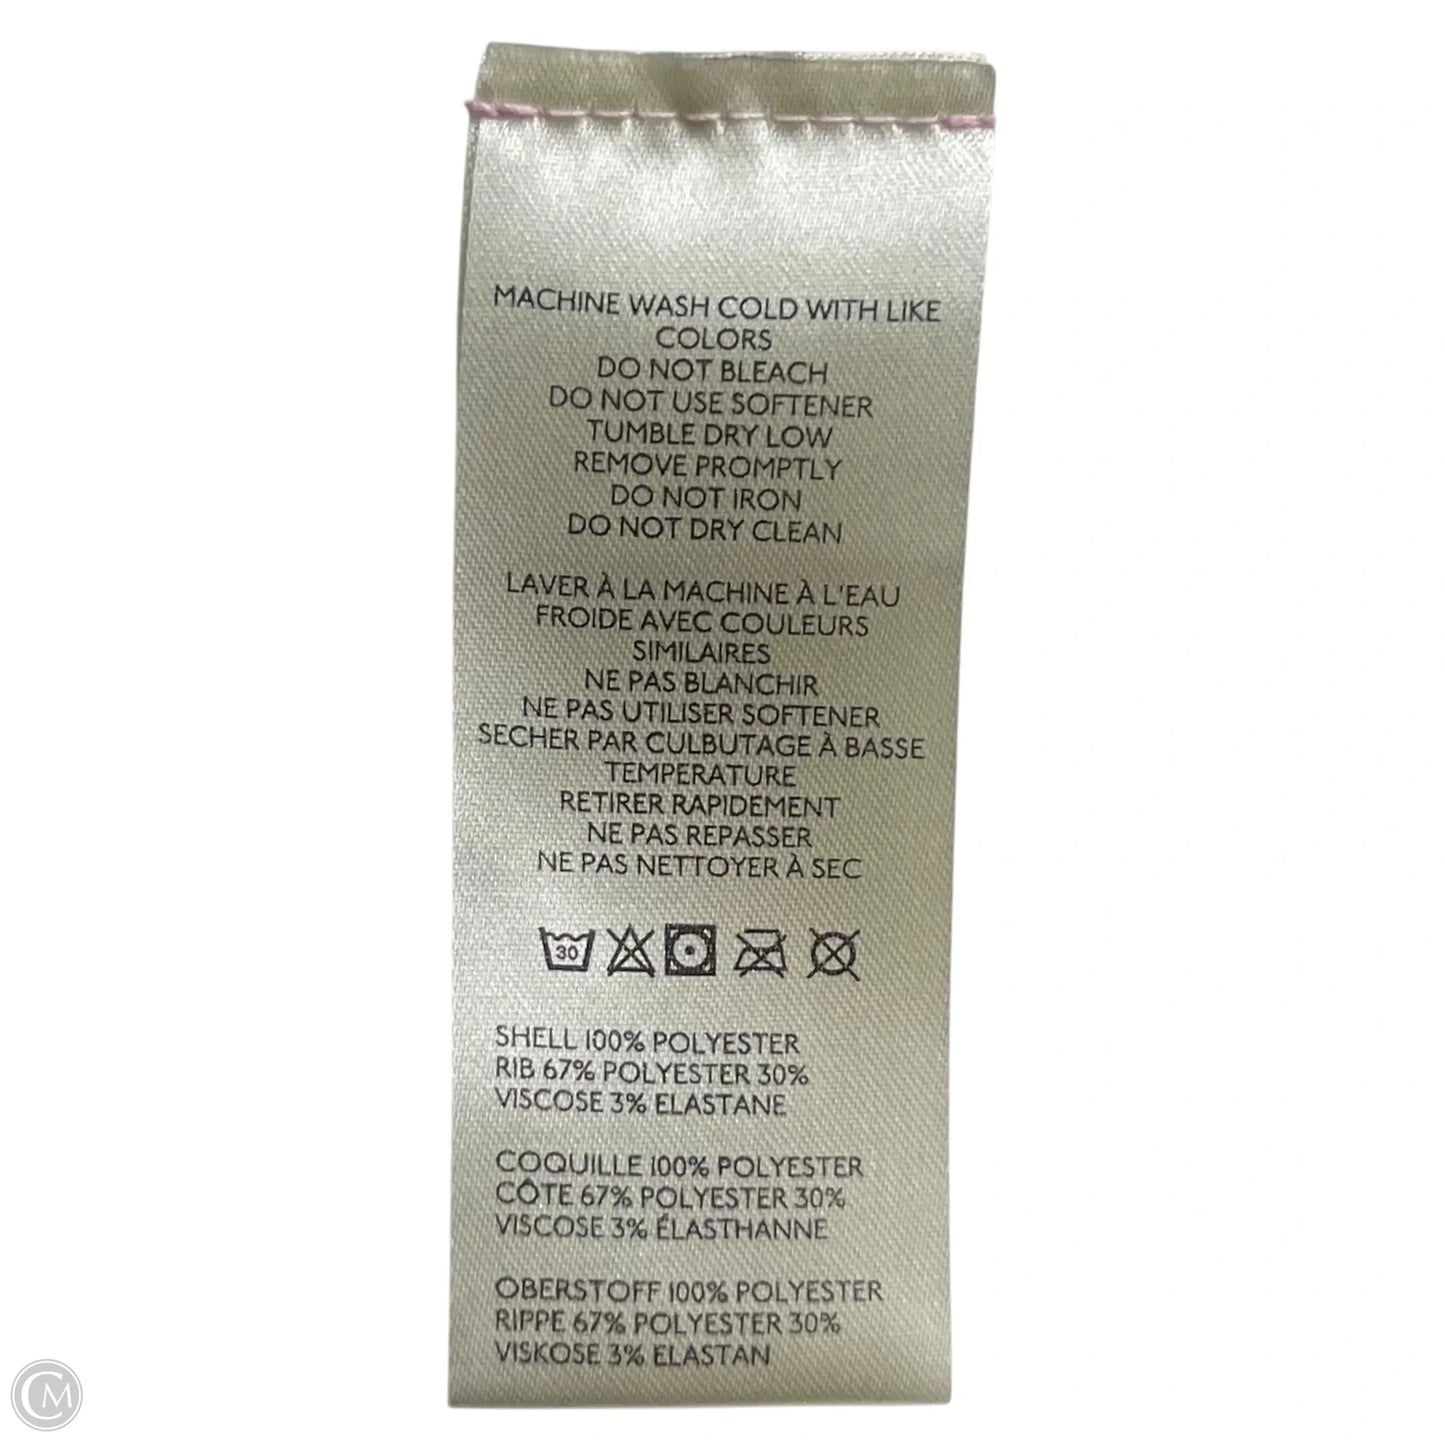 MACHINE WASH COLD WITH LIKE
COLORS
DO NOT BLEACH
DO NOT USE SOFTENER
TUMBLE DRY LOW
REMOVE PROMPTLY
DO NOT IRON
DO NOT DRY CLEAN
LAVER À LA MACHINE À L'EAU
FROIDE AVEC COULEURS
SIMILAIRES
NE PAS BLANCHIR
NE PAS UTILISER SOFTENER
SECHER PAR CULBUTAGE À BASSE
TEMPERATURE
RETIRER RAPIDEMENT
NE PAS REPASSER
NE PAS NETTOYER À SEC
30
SHELL 100% POLYESTER
RIB 67% POLYESTER 30%
VISCOSE 3% ELASTANE
COQUILLE 100% POLYESTER
CÔTE 67% POLYESTER 30%
VISCOSE 3% ÉLASTHANNE
OBERSTOFF 100% POLYESTER
RIPPE 67% POLYESTER 30%
VISKOSE 3% ELASTAN
CM